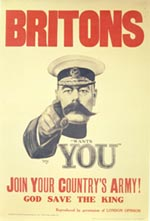 BRITONS
"WANTS
YOU"
JOIN YOUR COUNTRY'S ARMY!
GOD SAVE THE KING
Reproduced by permission of LONDON OPINION